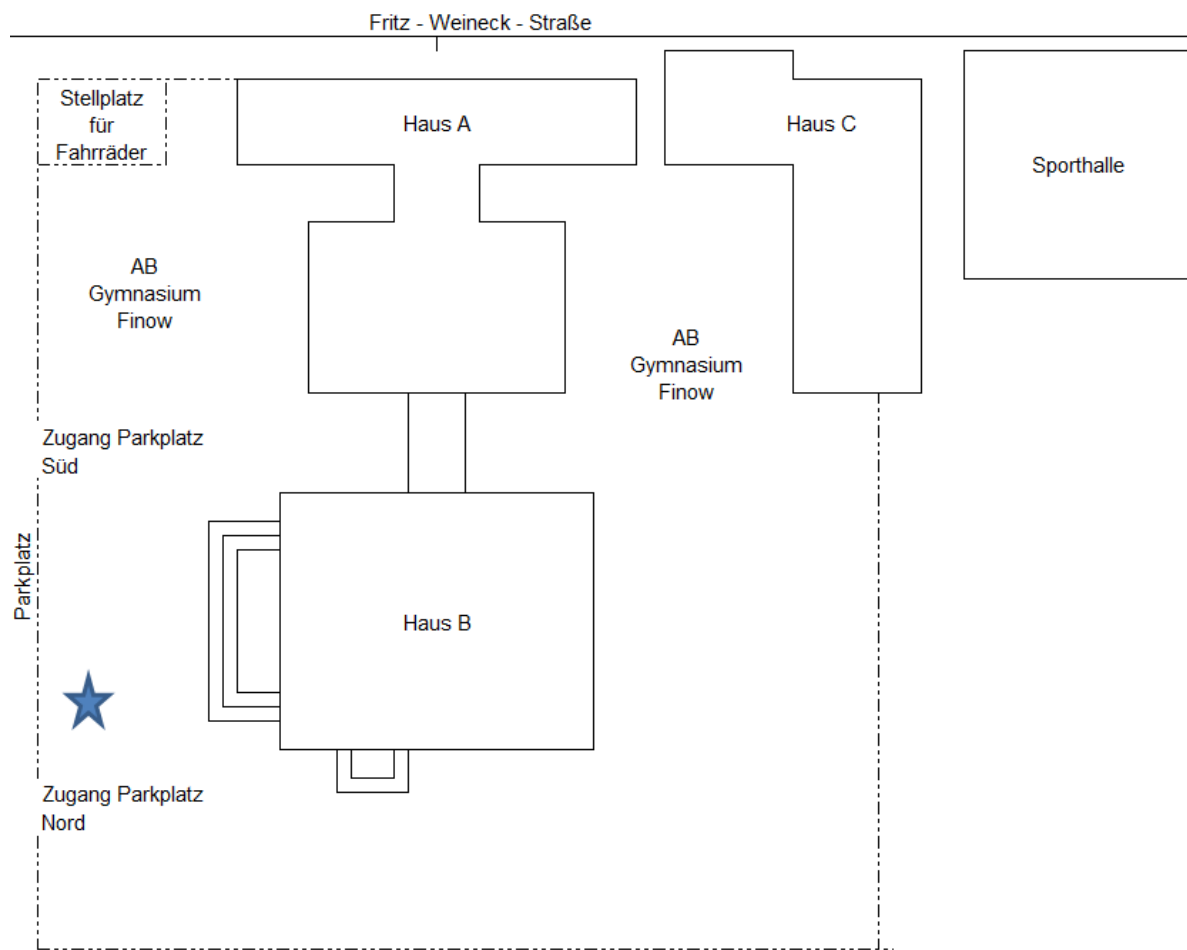 Fritz - Weineck - Straße
Stellplatz
für
Fahrräder
Haus A
Haus C
Sporthalle
AB
Gymnasium
Finow
AB
Gymnasium
Finow
Zugang Parkplatz
Süd
Parkplatz
Haus B
Zugang Parkplatz
Nord